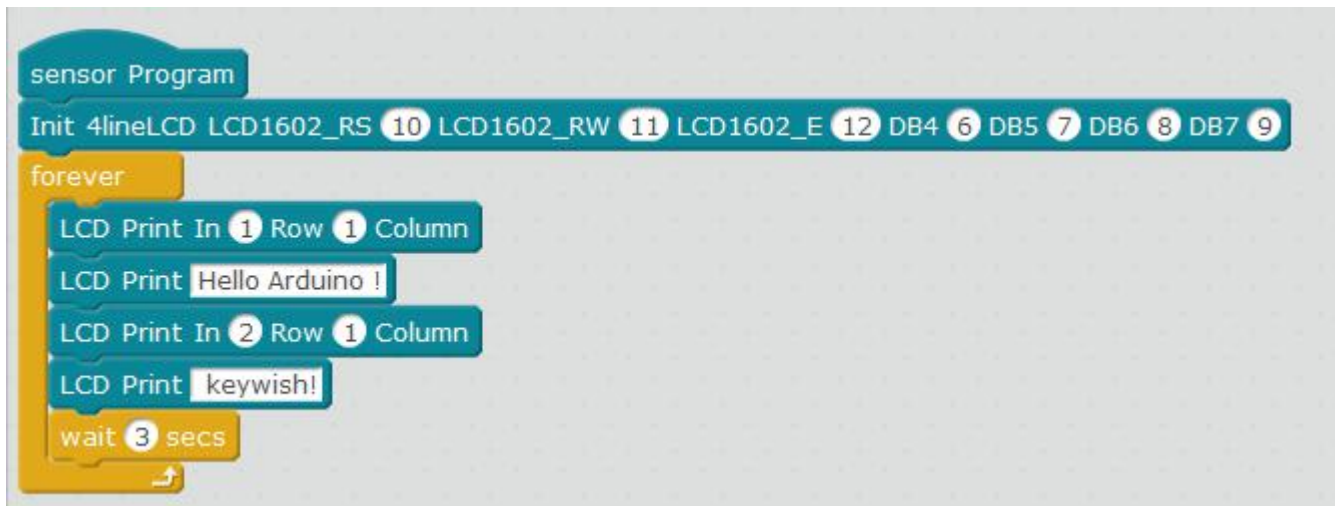 sensor Program
Init 4lineLCD LCD1602_RS 10 LCD1602_RW 11 LCD1602_E 12 DB4 6 DB5 7 DB6 8 DB7 9
forever
LCD Print In 1 Row 1 Column
LCD Print Hello Arduino !
LCD Print In 2 Row 1 Column
LCD Print keywish!
wait 3 secs